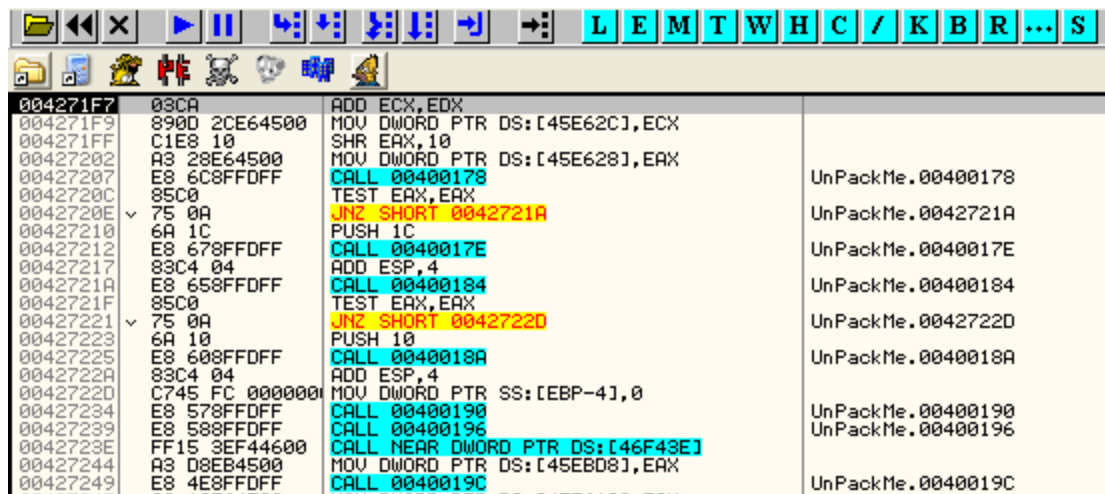 L E M T W H C / K B R ... S
004271F7 03CA ADD ECX,EDX
004271F9 890D 2CE64500 MOV DWORD PTR DS:[45E62C],ECX
004271FF C1E8 10 SHR EAX,10
00427202 A3 28E64500 MOV DWORD PTR DS:[45E628],EAX
00427207 E8 6C8FFDFF CALL 00400178 UnPackMe.00400178
0042720C 85C0 TEST EAX,EAX
0042720E 75 0A JNZ SHORT 0042721A UnPackMe.0042721A
00427210 6A 1C PUSH 1C
00427212 E8 678FFDFF CALL 0040017E UnPackMe.0040017E
00427217 83C4 04 ADD ESP,4
0042721A E8 658FFDFF CALL 00400184 UnPackMe.00400184
0042721F 85C0 TEST EAX,EAX
00427221 75 0A JNZ SHORT 0042722D UnPackMe.0042722D
00427223 6A 10 PUSH 10
00427225 E8 608FFDFF CALL 0040018A UnPackMe.0040018A
0042722A 83C4 04 ADD ESP,4
0042722D C745 FC 000000 MOV DWORD PTR SS:[EBP-4],0
00427234 E8 578FFDFF CALL 00400190 UnPackMe.00400190
00427239 E8 588FFDFF CALL 00400196 UnPackMe.00400196
0042723E FF15 3EF44600 CALL NEAR DWORD PTR DS:[46F43E]
00427244 A3 D8EB4500 MOV DWORD PTR DS:[45EBD8],EAX
00427249 E8 4E8FFDFF CALL 0040019C UnPackMe.0040019C